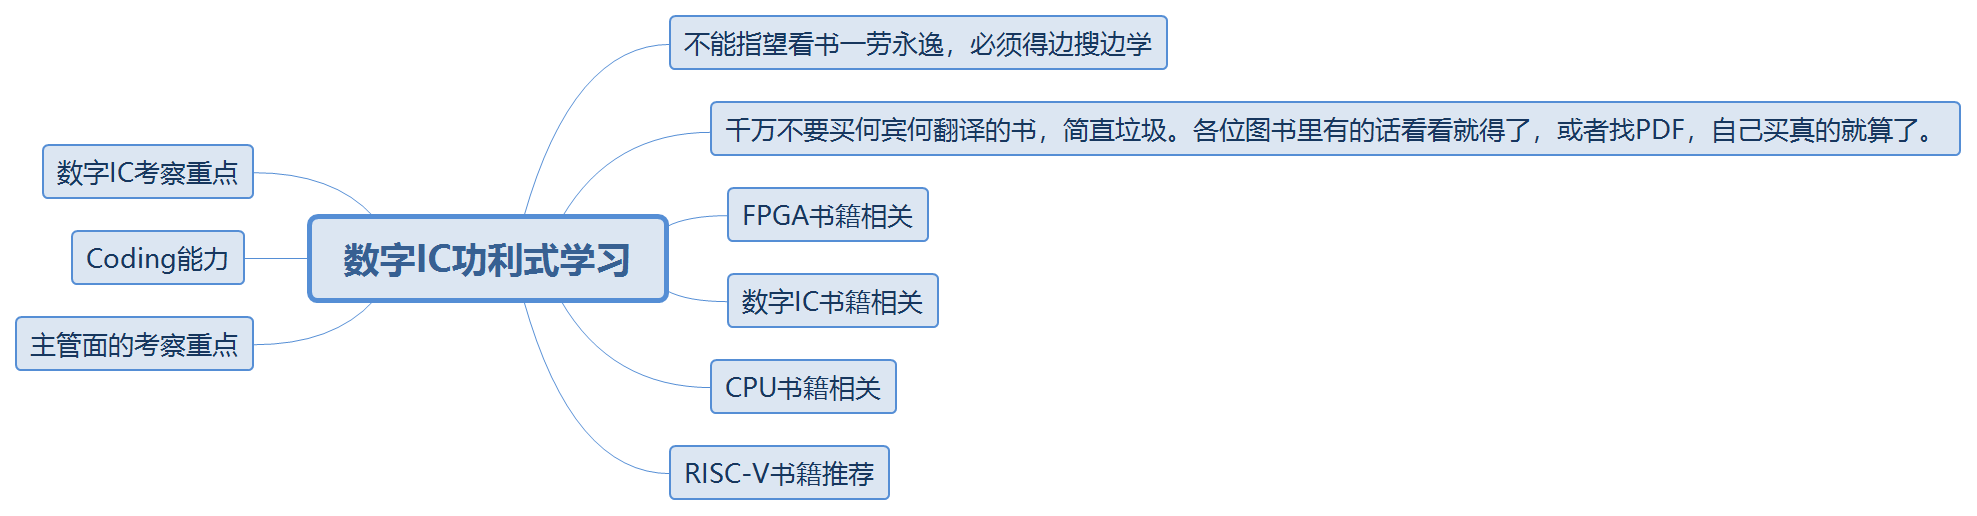 不能指望看书一劳永逸，必须得边搜边学
千万不要买何宾何翻译的书，简直垃圾。各位图书里有的话看看就得了，或者找PDF，自己买真的就算了。
数字IC考察重点
FPGA书籍相关
Coding能力
数字IC功利式学习
数字IC书籍相关
主管面的考察重点
CPU书籍相关
RISC-V书籍推荐